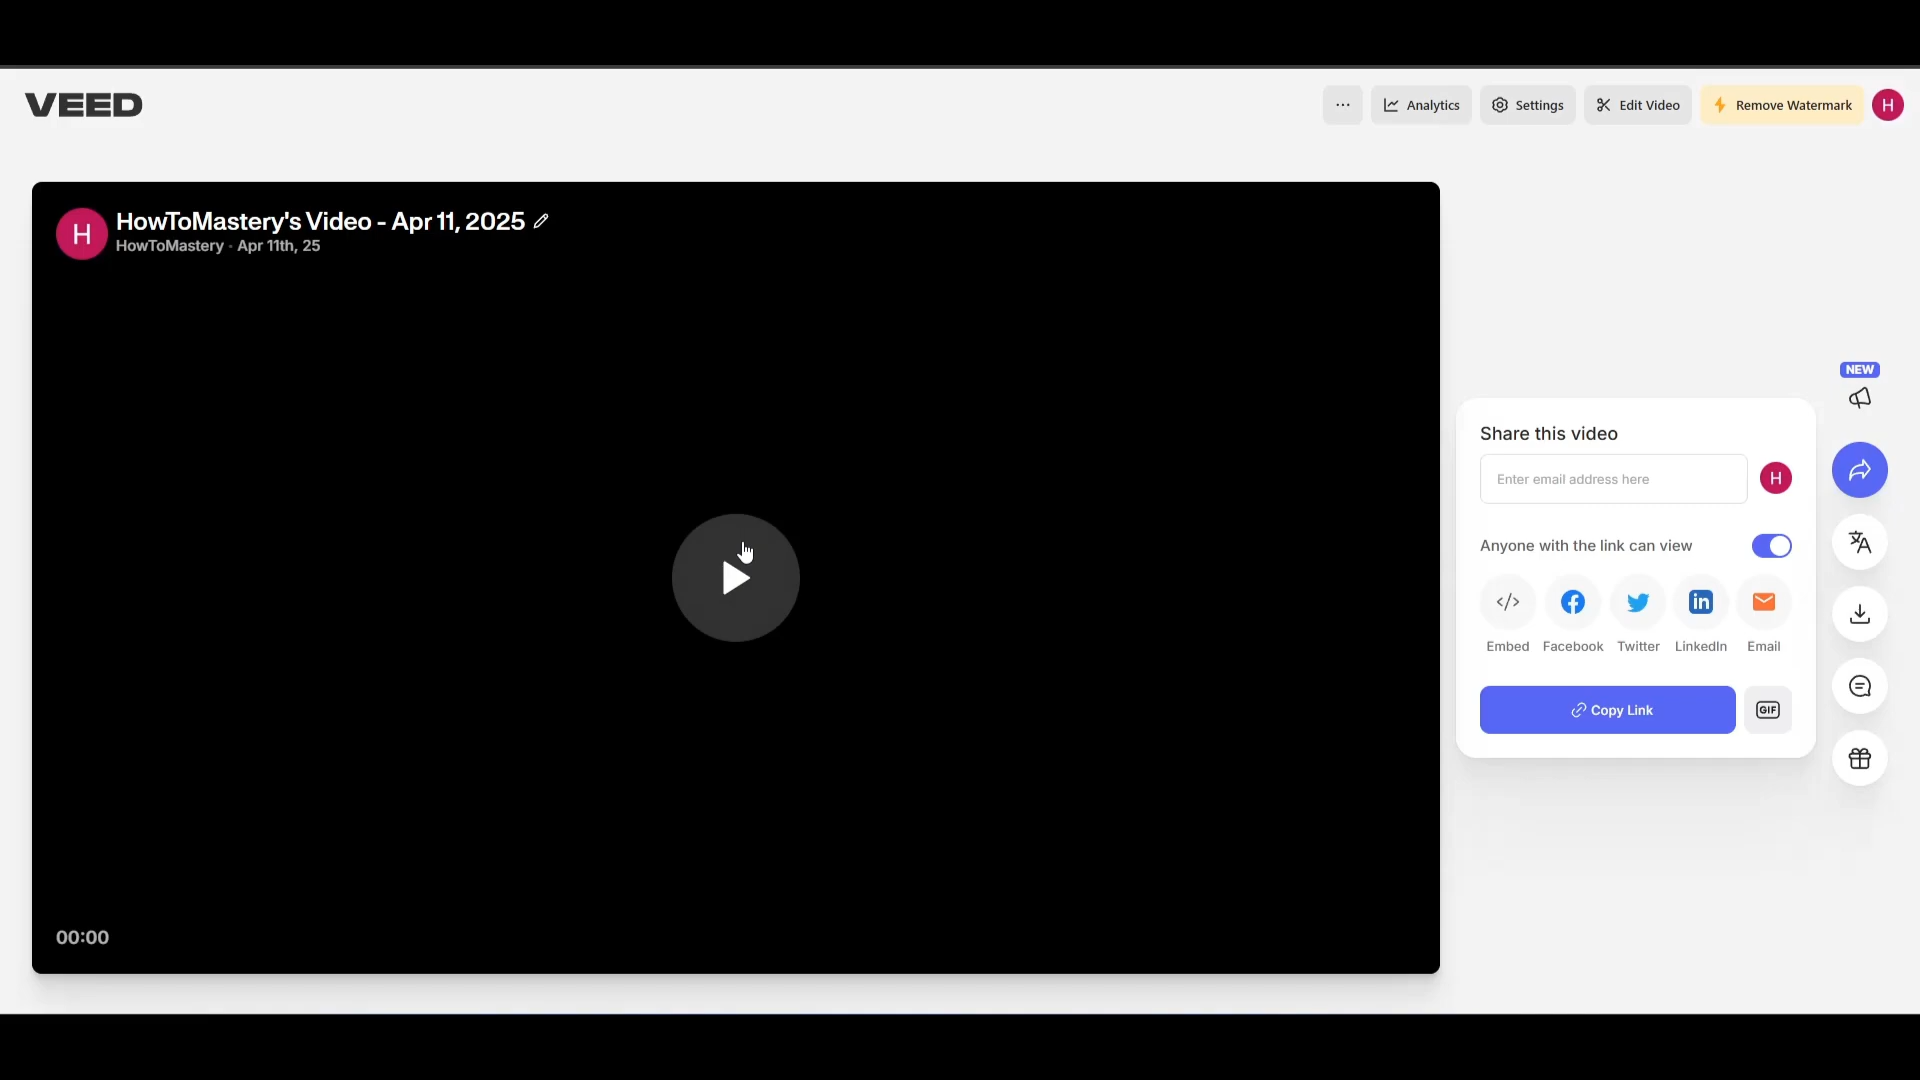 VEED
...
Analytics
Settings
Edit Video
Remove Watermark
H
H
HowToMastery's Video - Apr 11, 2025
HowToMastery - Apr 11th, 25
00:00
NEW
Share this video
Enter email address here
H
Anyone with the link can view
</>
in
Embed
Facebook
Twitter
LinkedIn
Email
Copy Link
GIF